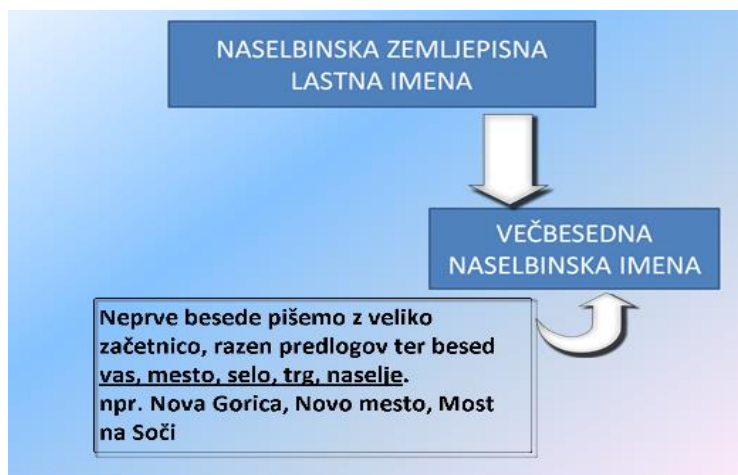 NASELBINSKA ZEMLJEPISNA
LASTNA IMENA
VEČBESEDNA
NASELBINSKA IMENA
Neprve besede pišemo z veliko
začetnico, razen predlogov ter besed
vas, mesto, selo, trg, naselje.
npr. Nova Gorica, Novo mesto, Most
na Soči